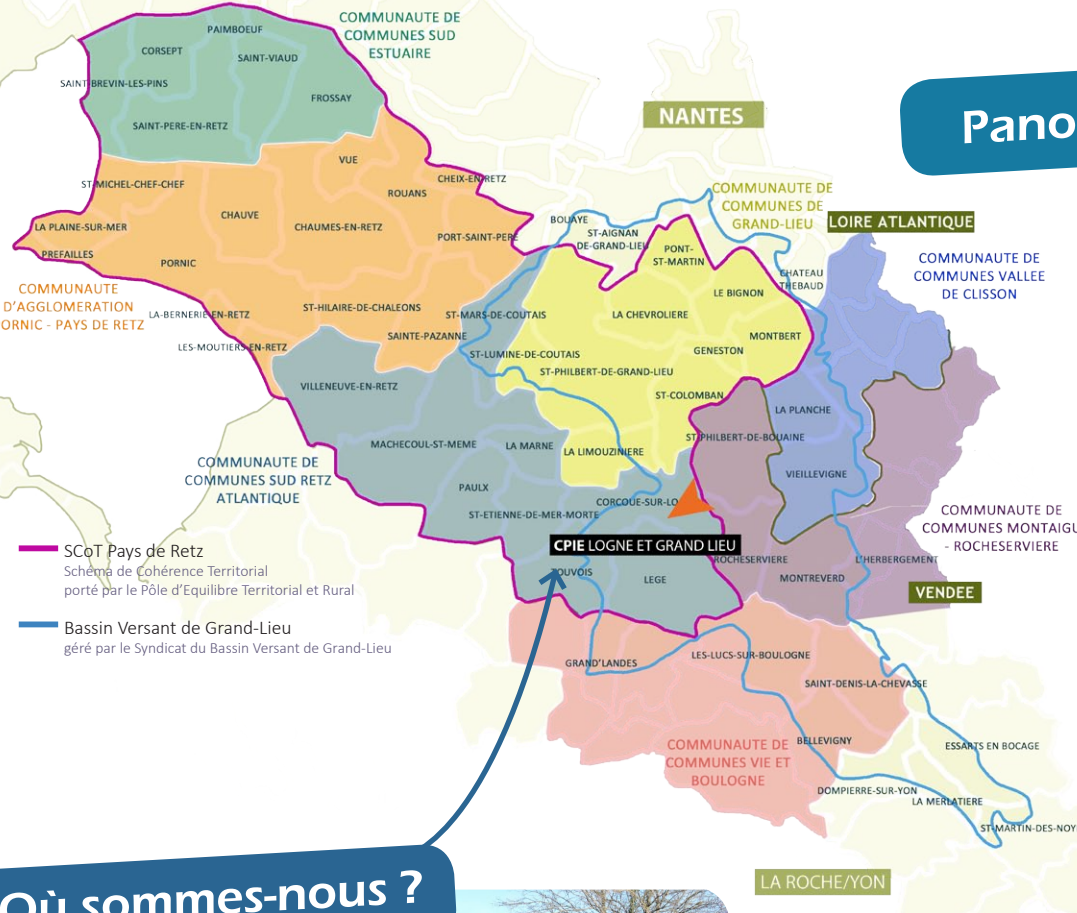 COMMUNAUTE DE
COMMUNES SUD
ESTUAIRE
PAIMBOEUF
CORSEPT
SAINT-VIAUD
SAINT-BREVIN-LES-PINS
FROSSAY
SAINT-PERE-EN-RETZ
NANTES
Pano
VUE
ST-MICHEL-CHEF-CHEF
CHEIX-EN-RETZ
ROUANS
COMMUNAUTE DE
COMMUNES DE
GRAND-LIEU
LOIRE ATLANTIQUE
CHAUVE
LA PLAINE-SUR-MER
CHAUMES-EN-RETZ
PORT-SAINT-PERE
BOUAYE
ST-AIGNAN
DE-GRAND-LIEU
PONT-
ST-MARTIN
PREFAILLES
PORNIC
CHATEAU
THEBAUD
COMMUNAUTE DE
COMMUNES VALLEE
DE CLISSON
COMMUNAUTE
D'AGGLOMERATION
ORNIC - PAYS DE RETZ
LE BIGNON
LA-BERNERIE-EN-RETZ
ST-HILAIRE-DE-CHALEONS
ST-MARS-DE-COUTAIS
LA CHEVROLIERE
SAINTE-PAZANNE
MONTBERT
LES-MOUTIERS-EN-RETZ
ST-LUMINE-DE-COUTAIS
GENESTON
ST-PHILBERT-DE-GRAND-LIEU
VILLENEUVE-EN-RETZ
ST-COLOMBAN
LA PLANCHE
ST-PHILBERT-DE-BOUAINE
MACHECOUL-ST-MEME
LA MARNE
LA LIMOUZINIERE
COMMUNAUTE DE
COMMUNES SUD RETZ
ATLANTIQUE
VIEILLEVIGNE
PAULX
CORCOUE-SUR-LO
ST-ETIENNE-DE-MER-MORTE
COMMUNAUTE DE
COMMUNES MONTAIGU
- ROCHESERVIERE
CPIE LOGNE ET GRAND LIEU
SCoT Pays de Retz
Schéma de Cohérence Territorial
porté par le Pôle d'Equilibre Territorial et Rural
ROCHESERVIERE
L'HERBERGEMENT
TOUVOIS
LEGE
MONTREVERD
VENDEE
Bassin Versant de Grand-Lieu
géré par le Syndicat du Bassin Versant de Grand-Lieu
GRAND'LANDES
LES-LUCS-SUR-BOULOGNE
SAINT-DENIS-LA-CHEVASSE
COMMUNAUTE DE
COMMUNES VIE ET
BOULOGNE
BELLEVIGNY
ESSARTS EN BOCAGE
DOMPIERRE-SUR-YON
LA MERLATIERE
ST-MARTIN-DES-NOY
LA ROCHE/YON
Où sommes-nous ?